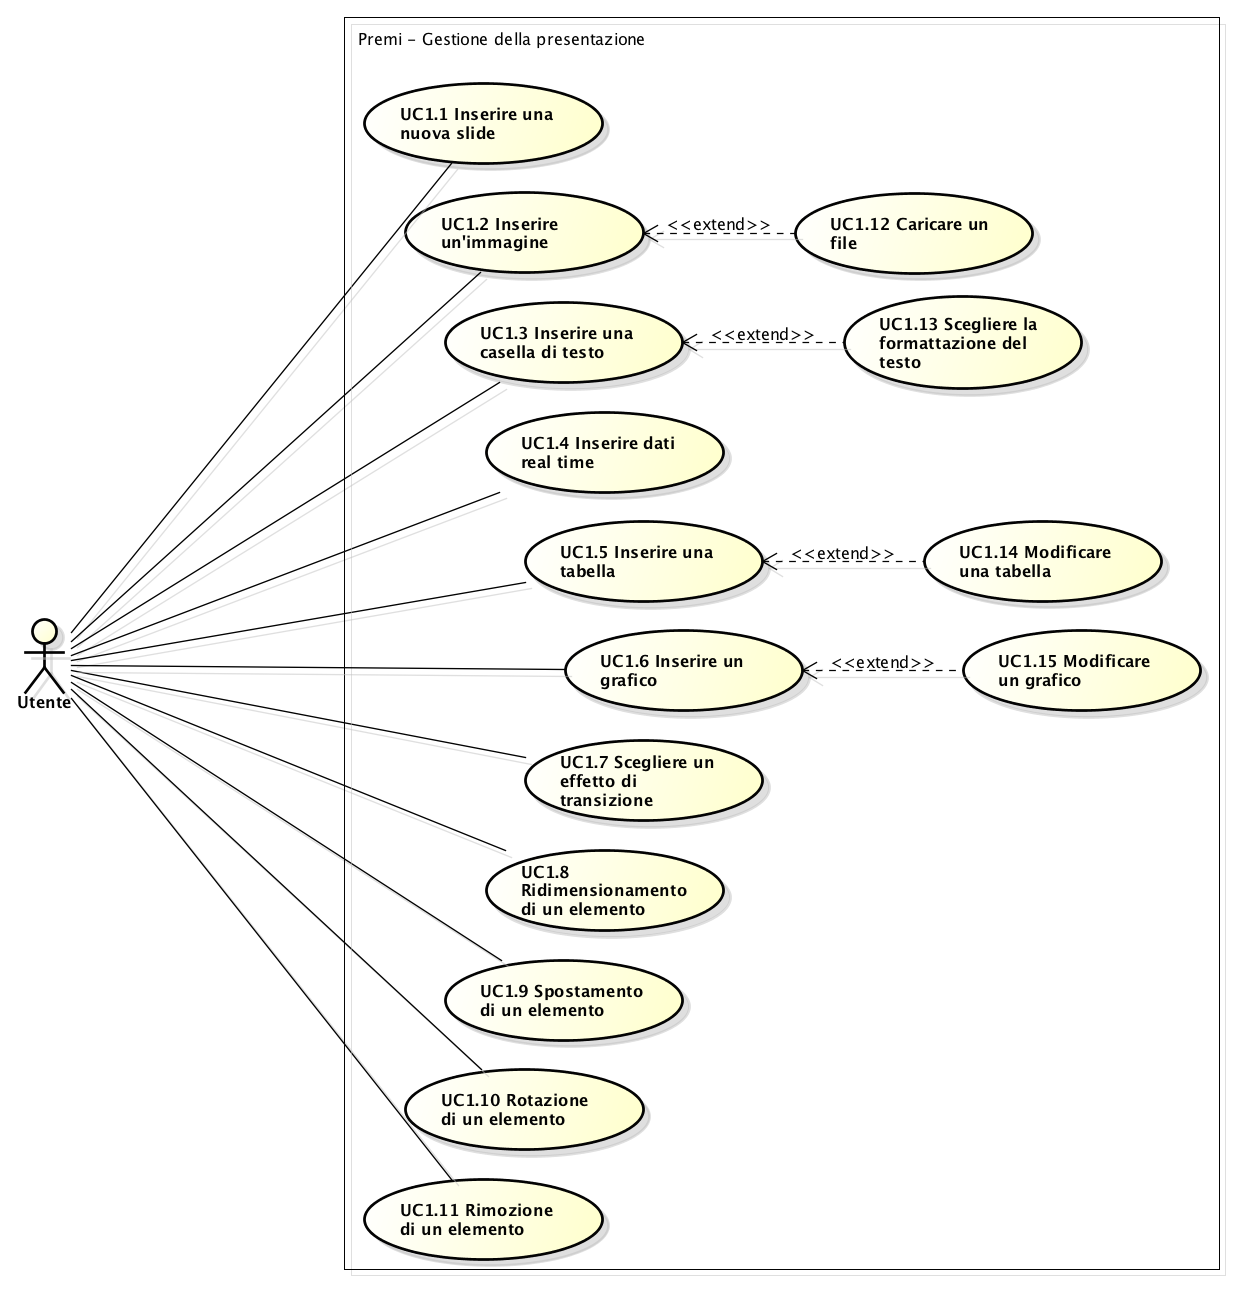 Premi - Gestione della presentazione
UC1.1 Inserire una
nuova slide
UC1.2 Inserire
un'immagine
<<extend>>
UC1.12 Caricare un
file
UC1.3 Inserire una
casella di testo
<<extend>>
UC1.13 Scegliere la
formattazione del
testo
UC1.4 Inserire dati
real time
UC1.5 Inserire una
tabella
<<extend>>
UC1.14 Modificare
una tabella
UC1.6 Inserire un
grafico
<<extend>>
UC1.15 Modificare
un grafico
Utente
UC1.7 Scegliere un
effetto di
transizione
UC1.8
Ridimensionamento
di un elemento
UC1.9 Spostamento
di un elemento
UC1.10 Rotazione
di un elemento
UC1.11 Rimozione
di un elemento